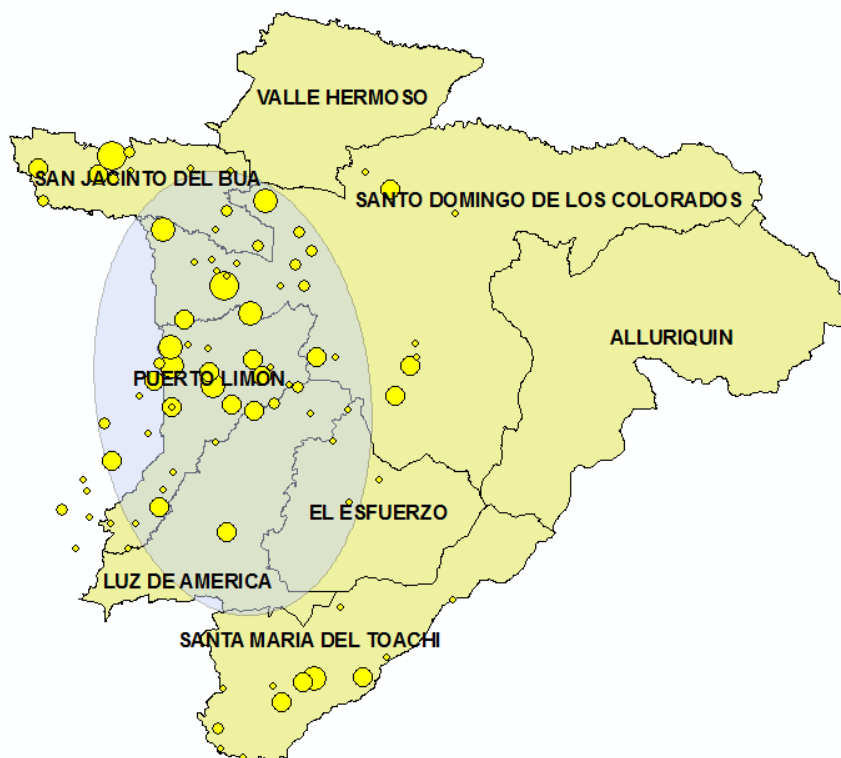 VALLE HERMOSO
SAN JACINTO DEL BUA
SANTO DOMINGO DE LOS COLORADOS
ALLURIQUIN
PUERTO LIMON
EL ESFUERZO
LUZ DE AMERICA
SANTA MARIA DEL TOACHI